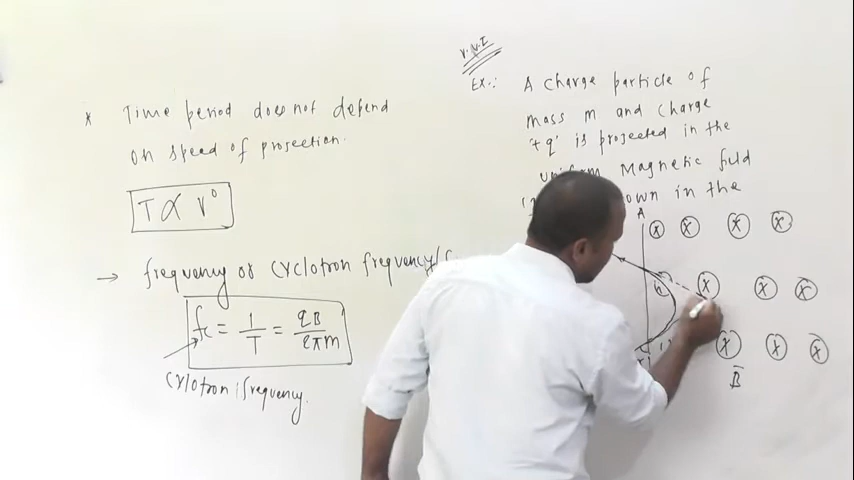 * Time period does not depend
on speed of projection.
T ∝ v⁰
→ frequency or Cyclotron frequency/
fc = 1/T = qB/2πm
Cyclotron frequency.
V.V.I
Ex.: A charge particle of
mass m and charge
'+q' is projected in the
uniform Magnetic field
own in the
A
x x x x
x x x
x x x
B